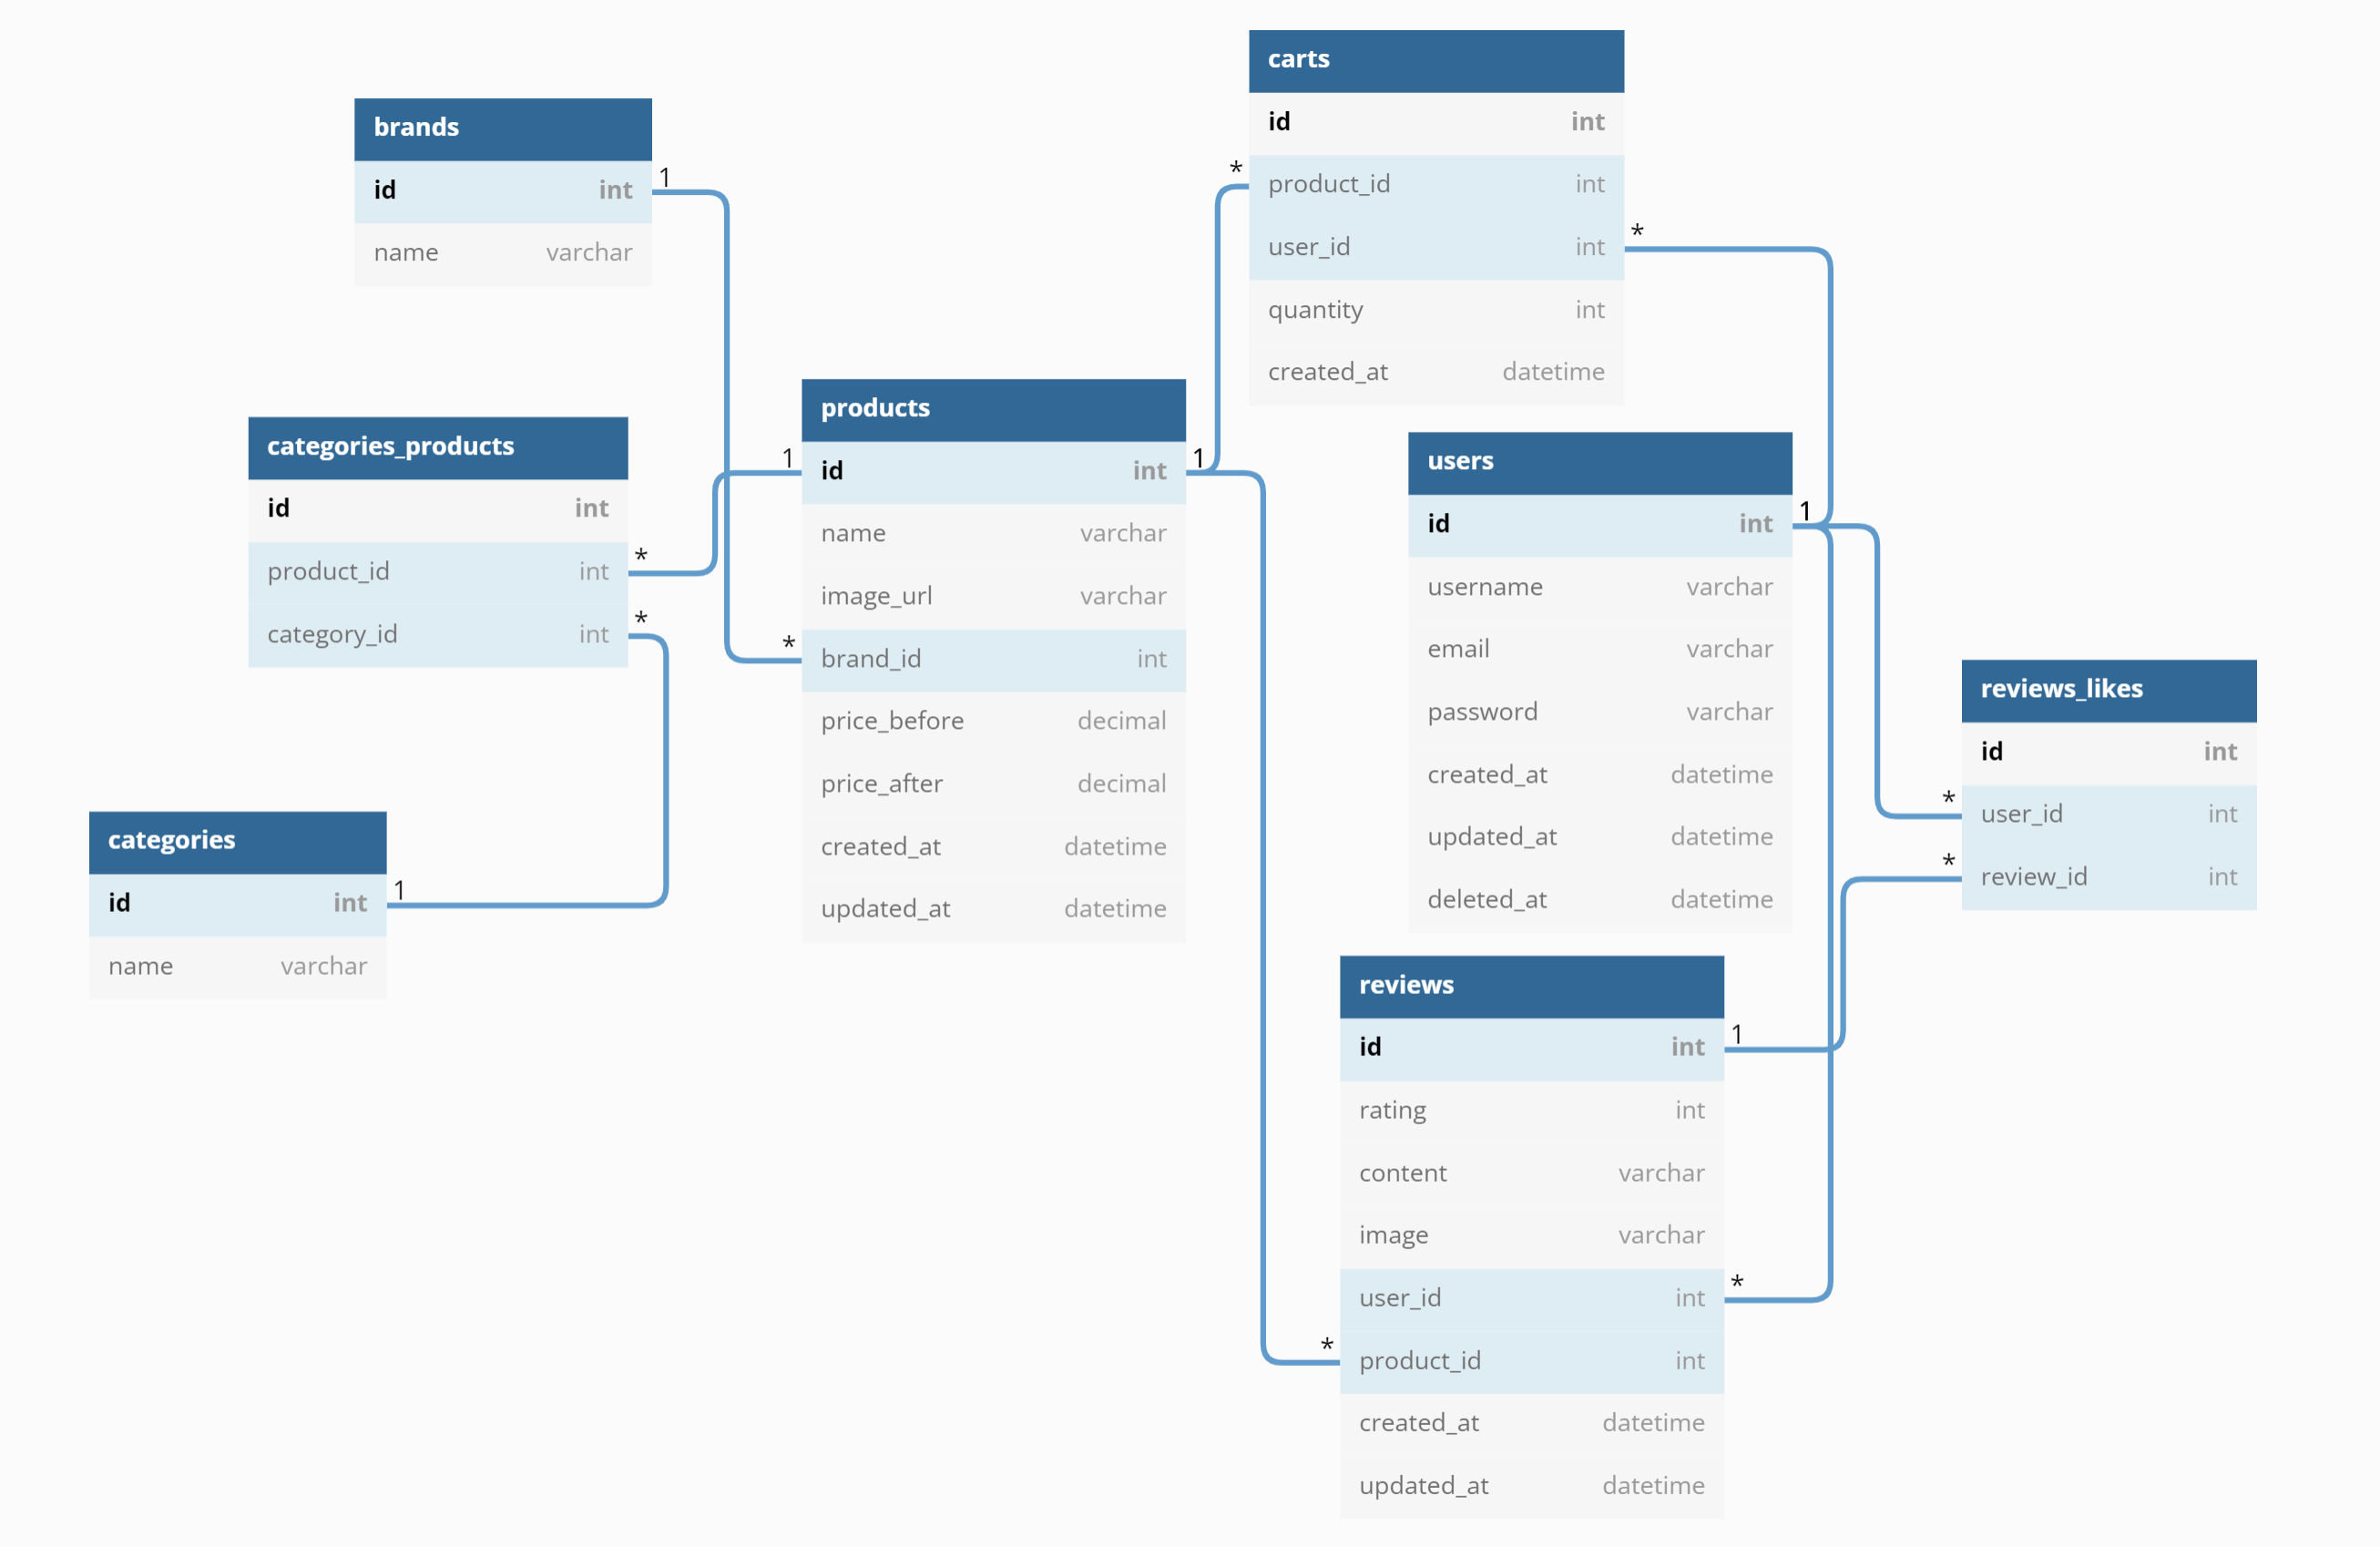 brands
id int
name varchar
1
categories_products
id int
product_id int
category_id int
*
*
categories
id int
name varchar
1
products
id int
name varchar
image_url varchar
brand_id int
price_before decimal
price_after decimal
created_at datetime
updated_at datetime
1
1
*
carts
id int
product_id int
user_id int
quantity int
created_at datetime
*
*
users
id int
username varchar
email varchar
password varchar
created_at datetime
updated_at datetime
deleted_at datetime
1
reviews
id int
rating int
content varchar
image varchar
user_id int
product_id int
created_at datetime
updated_at datetime
1
*
*
reviews_likes
id int
user_id int
review_id int
*
*